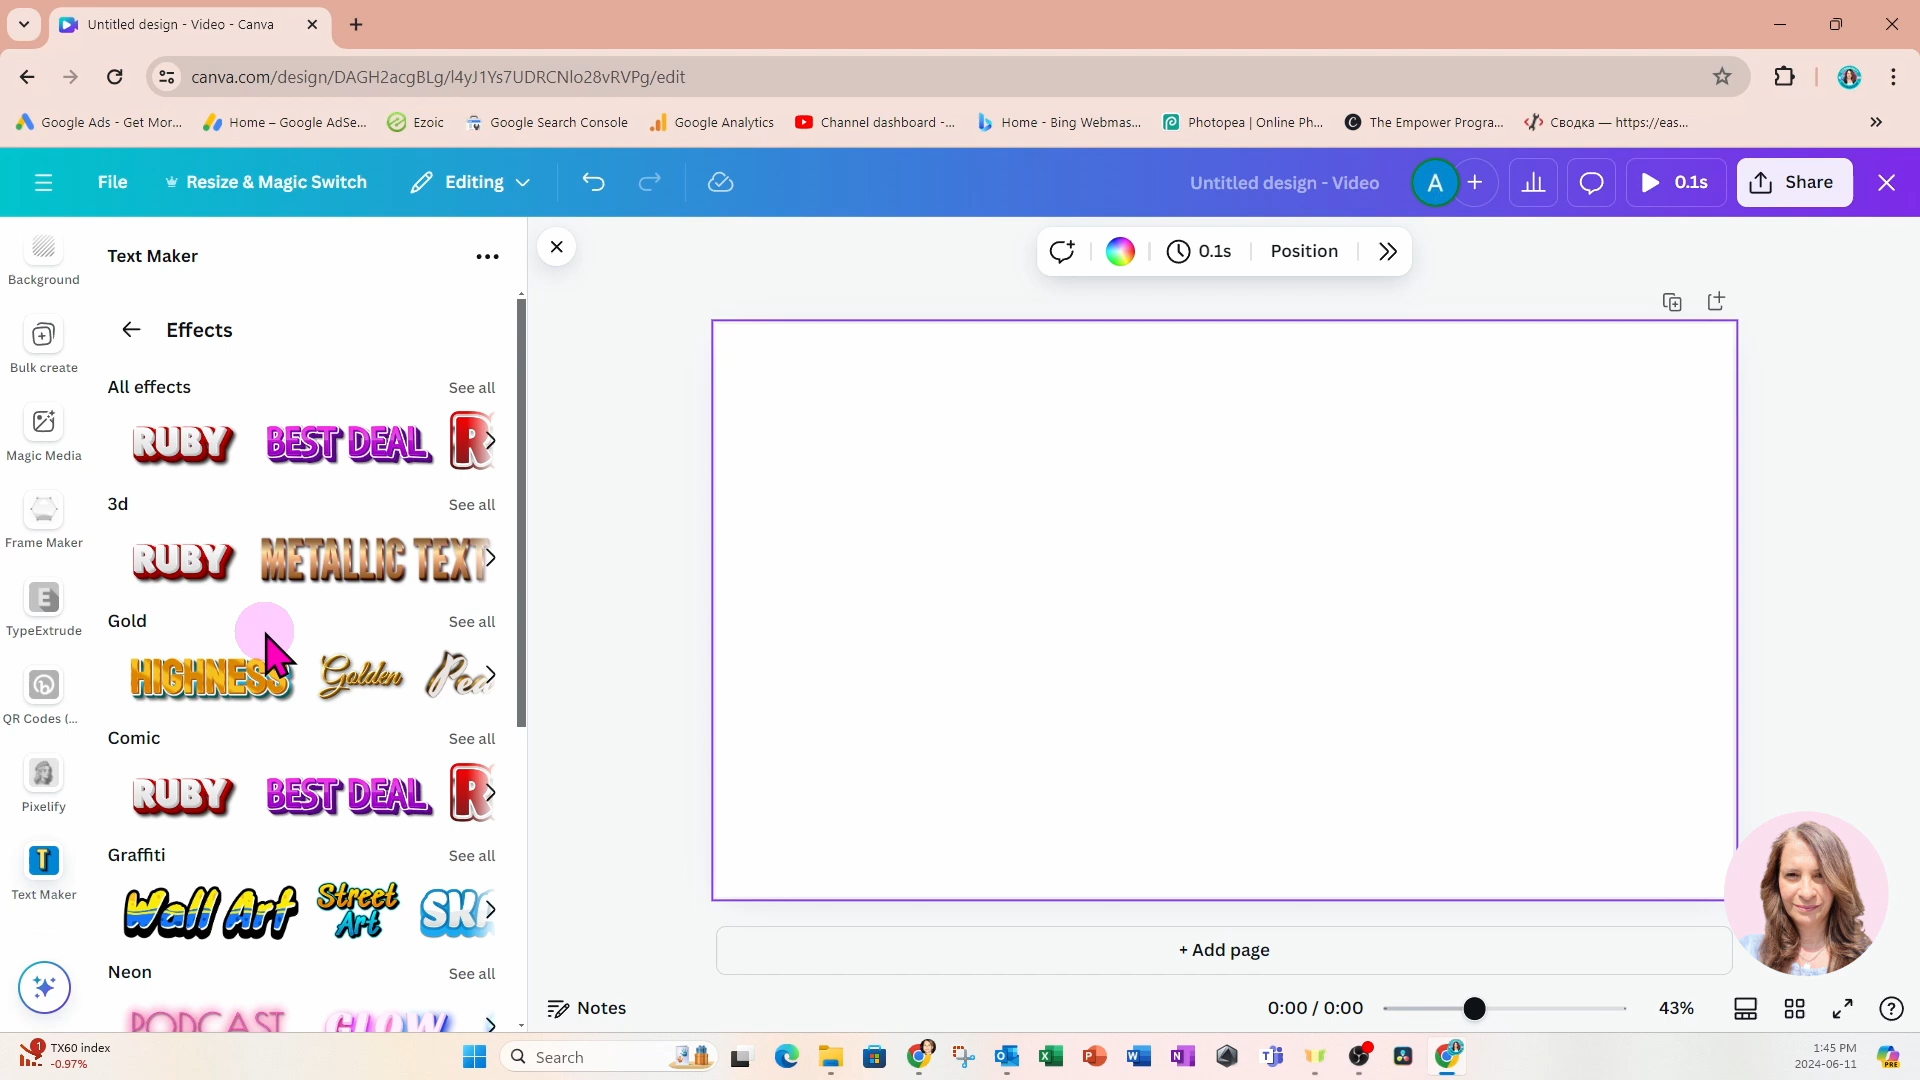 Untitled design - Video - Canva
canva.com/design/DAGH2acgBLg/l4yJ1Ys7UDRCNlo28vRVPg/edit
Google Ads - Get Mor...
Home – Google AdSe...
Ezoic
Google Search Console
Google Analytics
Channel dashboard -...
Home - Bing Webmas...
Photopea | Online Ph...
The Empower Progra...
Сводка — https://eas...
File
Resize & Magic Switch
Editing
Untitled design - Video
A
0.1s
Share
Background
Bulk create
Magic Media
Frame Maker
TypeExtrude
QR Codes (...
Pixelify
Text Maker
Text Maker
Effects
All effects
See all
RUBY
BEST DEAL
R
3d
See all
RUBY
METALLIC TEXT
Gold
See all
HIGHNESS
Golden
Pea
Comic
See all
RUBY
BEST DEAL
R
Graffiti
See all
Wall Art
Street Art
SKA
Neon
See all
PODCAST
GLOW
0.1s
Position
+ Add page
Notes
0:00 / 0:00
43%
TX60 index
-0.97%
Search
1:45 PM
2024-06-11